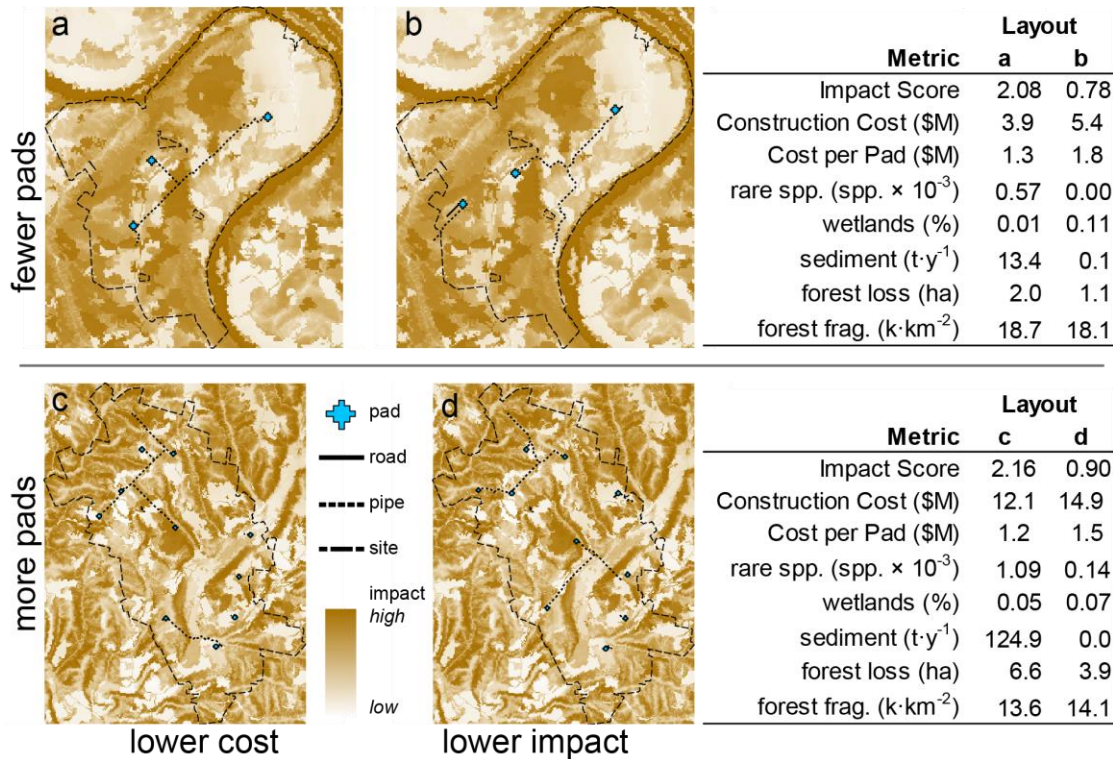 a
b
fewer pads
Layout
Metric a b
Impact Score 2.08 0.78
Construction Cost ($M) 3.9 5.4
Cost per Pad ($M) 1.3 1.8
rare spp. (spp. × 10⁻³) 0.57 0.00
wetlands (%) 0.01 0.11
sediment (t·y⁻¹) 13.4 0.1
forest loss (ha) 2.0 1.1
forest frag. (k·km⁻²) 18.7 18.1
c
d
more pads
pad
road
pipe
site
impact
high
low
Layout
Metric c d
Impact Score 2.16 0.90
Construction Cost ($M) 12.1 14.9
Cost per Pad ($M) 1.2 1.5
rare spp. (spp. × 10⁻³) 1.09 0.14
wetlands (%) 0.05 0.07
sediment (t·y⁻¹) 124.9 0.0
forest loss (ha) 6.6 3.9
forest frag. (k·km⁻²) 13.6 14.1
lower cost
lower impact